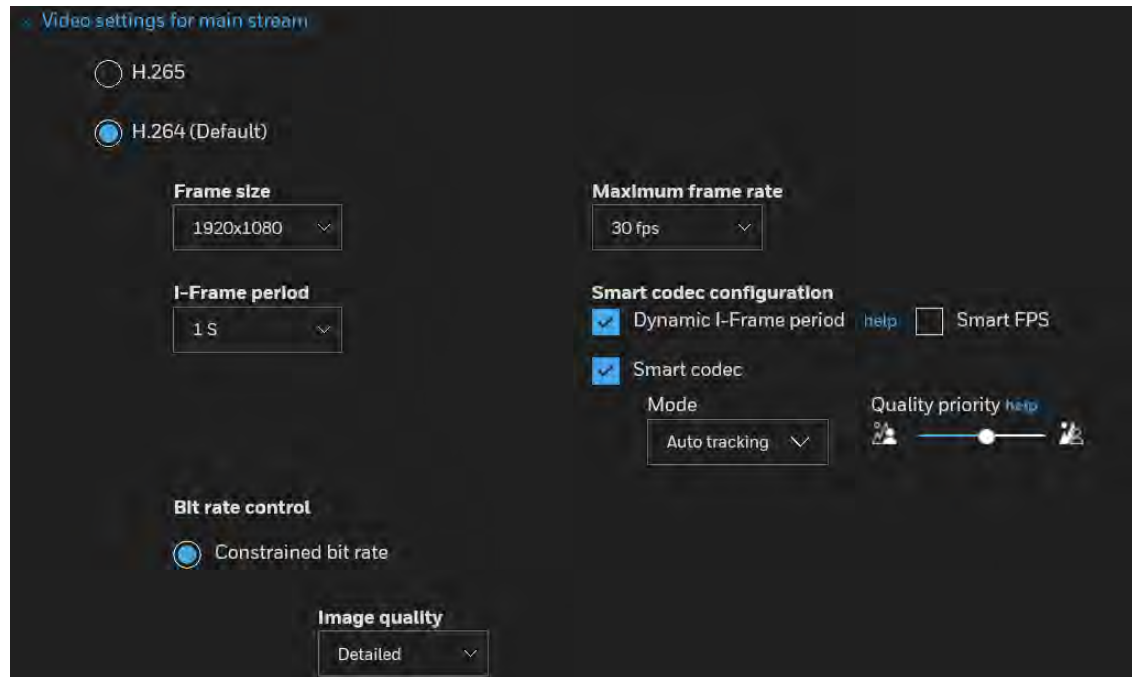 Video settings for main stream
H.265
H.264 (Default)
Frame size
Maximum frame rate
1920x1080
30 fps
I-Frame period
Smart codec configuration
1 S
Dynamic I-Frame period help Smart FPS
Smart codec
Mode
Quality priority help
Auto tracking
Bit rate control
Constrained bit rate
Image quality
Detailed